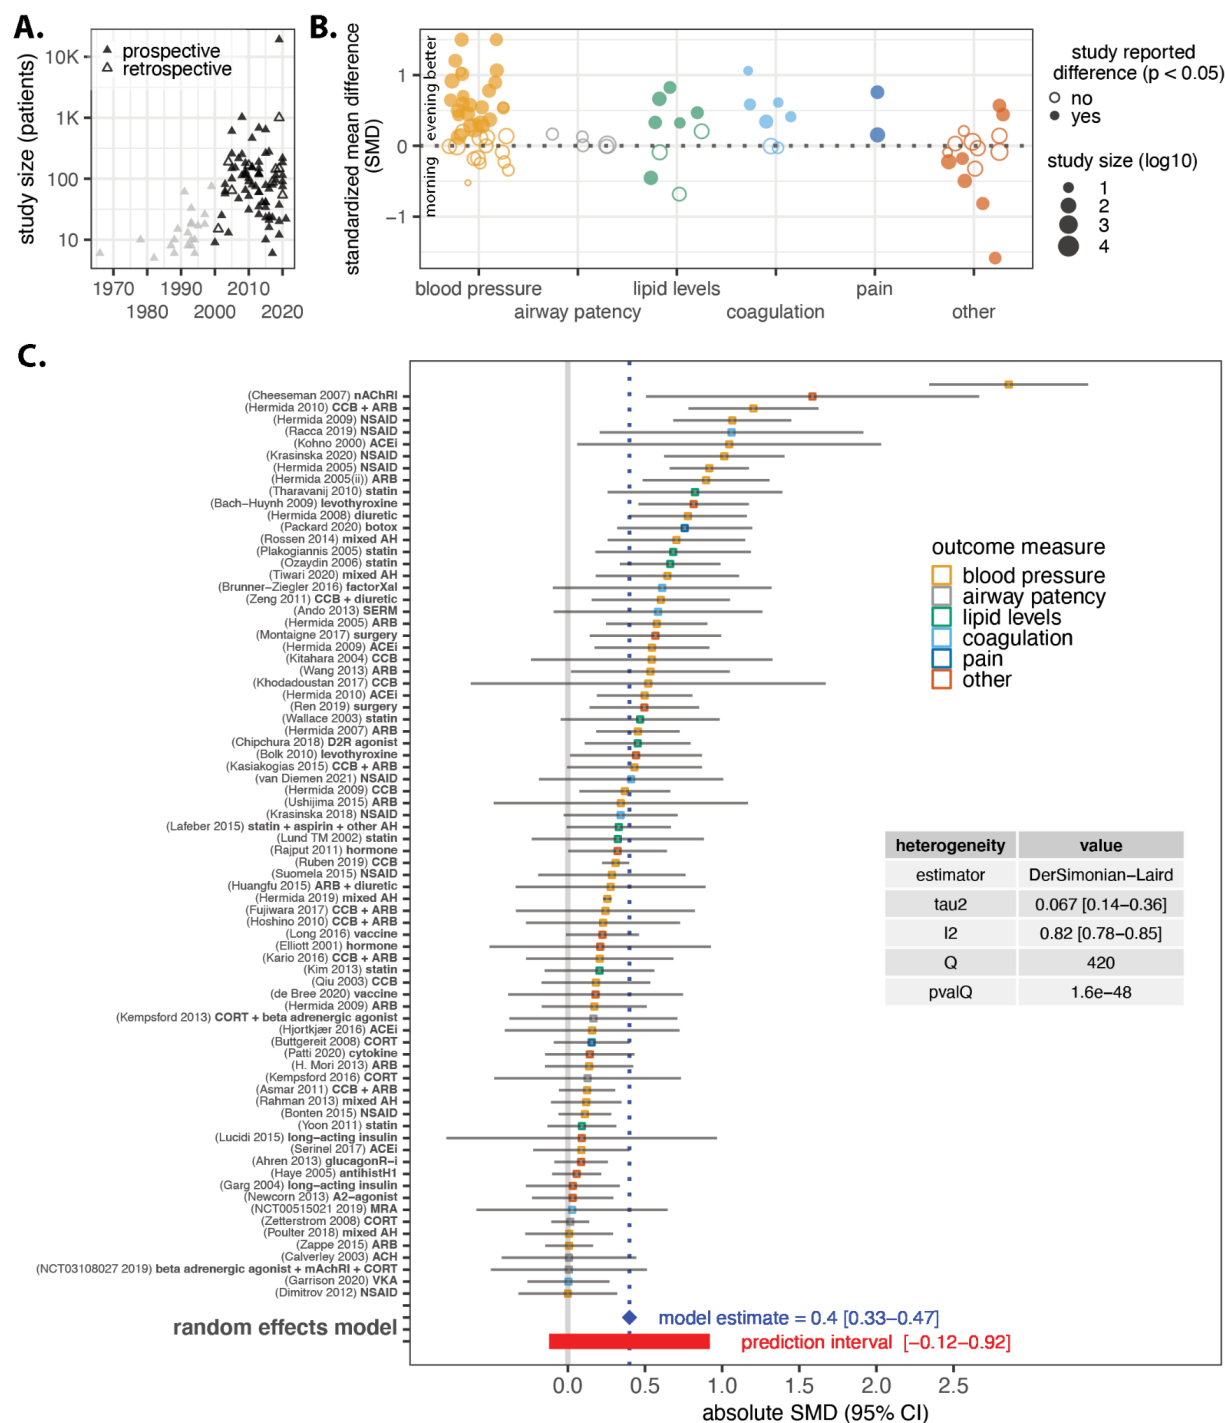 A.
study size (patients)
10K
1K
100
10
prospective
retrospective
1970
1990
2010
1980
2000
2020
B.
standardized mean difference
(SMD)
evening better
morning
1
0
−1
blood pressure
lipid levels
pain
airway patency
coagulation
other
study reported
difference (p < 0.05)
no
yes
study size (log10)
1
2
3
4
C.
(Cheeseman 2007) nAChRI
(Hermida 2010) CCB + ARB
(Hermida 2009) NSAID
(Racca 2019) NSAID
(Kohno 2000) ACEi
(Krasinska 2020) NSAID
(Hermida 2005) NSAID
(Hermida 2005(ii)) ARB
(Tharavanij 2010) statin
(Bach−Huynh 2009) levothyroxine
(Hermida 2008) diuretic
(Packard 2020) botox
(Rossen 2014) mixed AH
(Plakogiannis 2005) statin
(Ozaydin 2006) statin
(Tiwari 2020) mixed AH
(Brunner−Ziegler 2016) factorXaI
(Zeng 2011) CCB + diuretic
(Ando 2013) SERM
(Hermida 2005) ARB
(Montaigne 2017) surgery
(Hermida 2009) ACEi
(Kitahara 2004) CCB
(Wang 2013) ARB
(Khodadoustan 2017) CCB
(Hermida 2010) ACEi
(Ren 2019) surgery
(Wallace 2003) statin
(Hermida 2007) ARB
(Chipchura 2018) D2R agonist
(Bolk 2010) levothyroxine
(Kasiakogias 2015) CCB + ARB
(van Diemen 2021) NSAID
(Hermida 2009) CCB
(Ushijima 2015) ARB
(Krasinska 2018) NSAID
(Lafeber 2015) statin + aspirin + other AH
(Lund TM 2002) statin
(Rajput 2011) hormone
(Ruben 2019) CCB
(Suomela 2015) NSAID
(Huangfu 2015) ARB + diuretic
(Hermida 2019) mixed AH
(Fujiwara 2017) CCB + ARB
(Hoshino 2010) CCB + ARB
(Long 2016) vaccine
(Elliott 2001) hormone
(Kario 2016) CCB + ARB
(Kim 2013) statin
(Qiu 2003) CCB
(de Bree 2020) vaccine
(Hermida 2009) ARB
(Kempsford 2013) CORT + beta adrenergic agonist
(Hjortkjær 2016) ACEi
(Buttgereit 2008) CORT
(Patti 2020) cytokine
(H. Mori 2013) ARB
(Kempsford 2016) CORT
(Asmar 2011) CCB + ARB
(Rahman 2013) mixed AH
(Bonten 2015) NSAID
(Yoon 2011) statin
(Lucidi 2015) long−acting insulin
(Serinel 2017) ACEi
(Ahren 2013) glucagonR−i
(Haye 2005) antihistH1
(Garg 2004) long−acting insulin
(Newcorn 2013) A2−agonist
(NCT00515021 2019) MRA
(Zetterstrom 2008) CORT
(Poulter 2018) mixed AH
(Zappe 2015) ARB
(Calverley 2003) ACH
(NCT03108027 2019) beta adrenergic agonist + mAchRI + CORT
(Garrison 2020) VKA
(Dimitrov 2012) NSAID
random effects model
outcome measure
blood pressure
airway patency
lipid levels
coagulation
pain
other
heterogeneity value
estimator DerSimonian−Laird
tau2 0.067 [0.14−0.36]
I2 0.82 [0.78−0.85]
Q 420
pvalQ 1.6e−48
model estimate = 0.4 [0.33−0.47]
prediction interval [−0.12−0.92]
0.0
0.5
1.0
1.5
2.0
2.5
absolute SMD (95% CI)